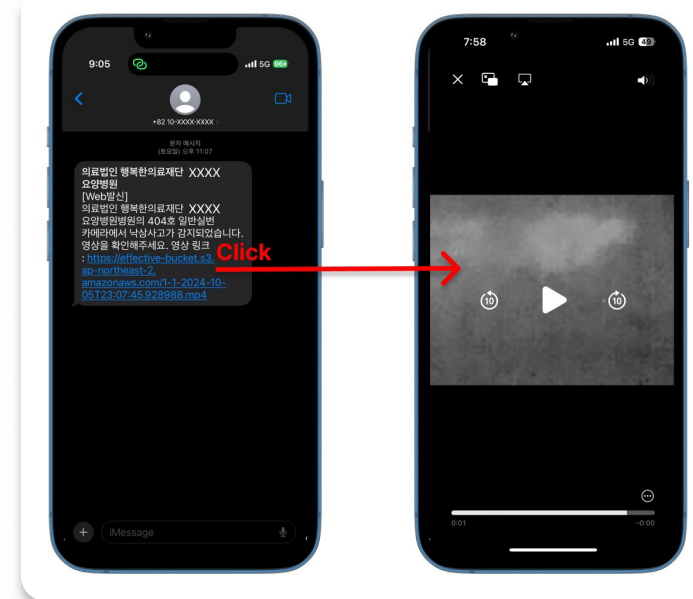 9:05
5G 96
+82 10-XXXX-XXXX >
문자 메시지
(토요일) 오후 11:07
의료법인 행복한의료재단 XXXX
요양병원
[Web발신]
의료법인 행복한의료재단 XXXX
요양병원병원의 404호 일반실번
카메라에서 낙상사고가 감지되었습니다.
영상을 확인해주세요. 영상 링크
: https://effective-bucket.s3.
ap-northeast-2.
amazonaws.com/1-1-2024-10-
05T23:07:45.928988.mp4
iMessage
Click
7:58
5G 49
10
10
0:01
-0:00